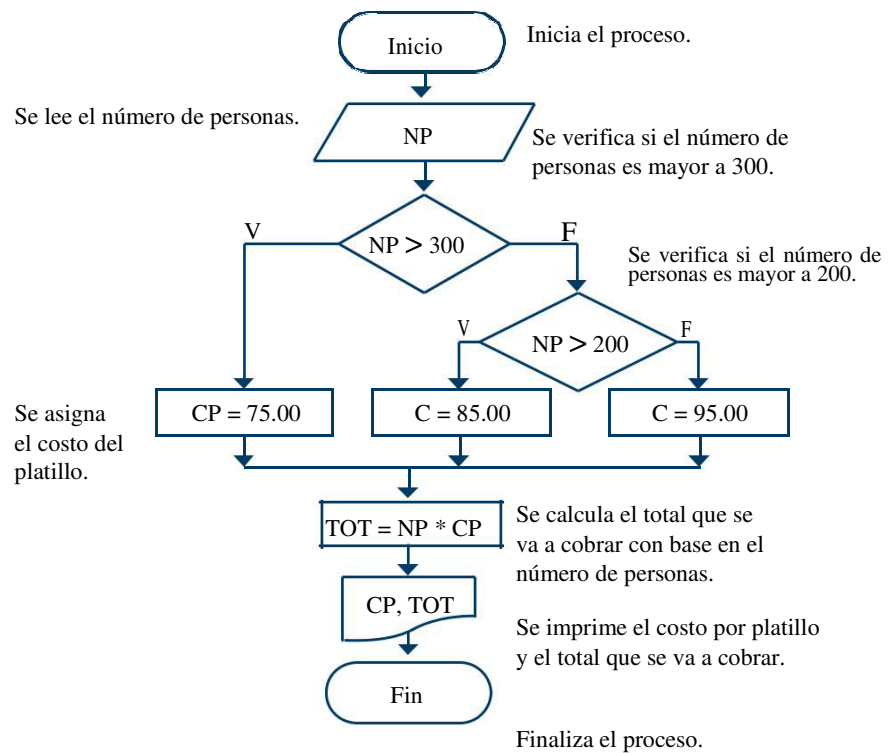 Inicio
Inicia el proceso.
Se lee el número de personas.
NP
Se verifica si el número de
personas es mayor a 300.
V
NP > 300
F
Se verifica si el número de
personas es mayor a 200.
V
NP > 200
F
Se asigna
el costo del
platillo.
CP = 75.00
C = 85.00
C = 95.00
TOT = NP * CP
Se calcula el total que se
va a cobrar con base en el
número de personas.
CP, TOT
Se imprime el costo por platillo
y el total que se va a cobrar.
Fin
Finaliza el proceso.